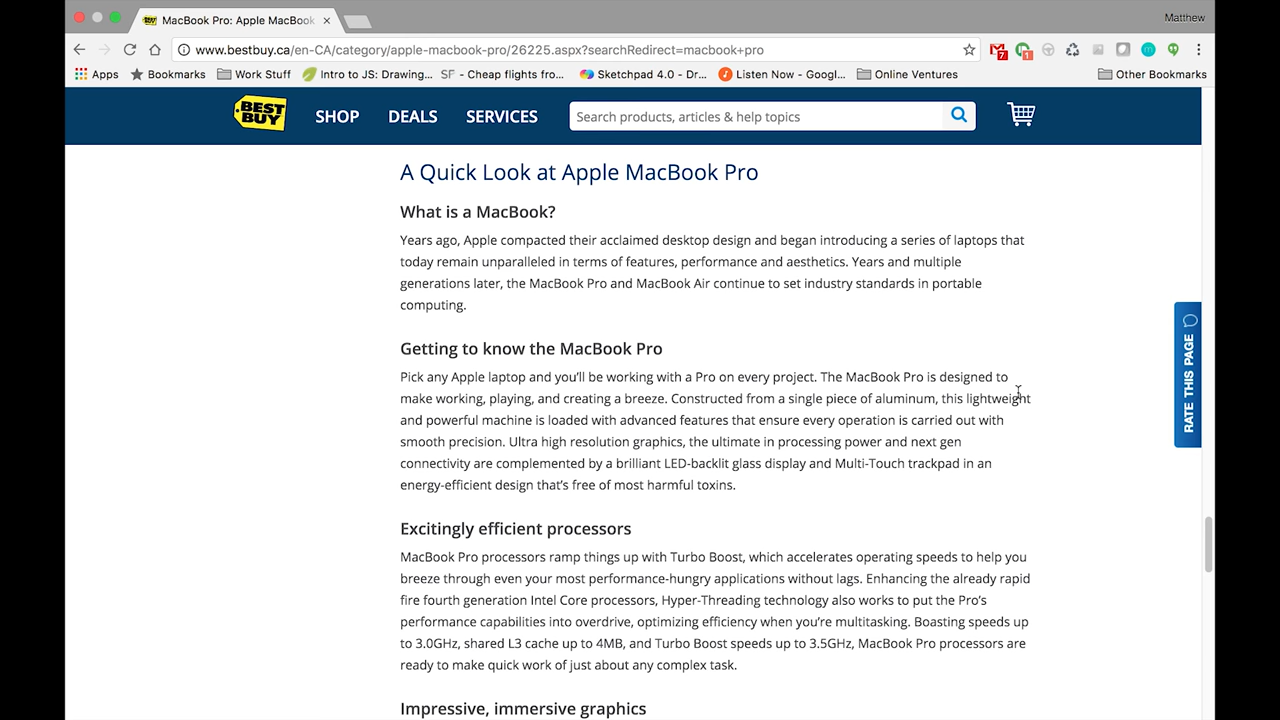 MacBook Pro: Apple MacBook
Matthew
www.bestbuy.ca/en-CA/category/apple-macbook-pro/26225.aspx?searchRedirect=macbook+pro
7
1
Apps Bookmarks Work Stuff Intro to JS: Drawing... SF - Cheap flights fro... Sketchpad 4.0 - Dr... Listen Now - Googl... Online Ventures Other Bookmarks
BEST BUY SHOP DEALS SERVICES Search products, articles & help topics
A Quick Look at Apple MacBook Pro
What is a MacBook?
Years ago, Apple compacted their acclaimed desktop design and began introducing a series of laptops that
today remain unparalleled in terms of features, performance and aesthetics. Years and multiple
generations later, the MacBook Pro and MacBook Air continue to set industry standards in portable
computing.
RATE THIS PAGE
Getting to know the MacBook Pro
Pick any Apple laptop and you’ll be working with a Pro on every project. The MacBook Pro is designed to
make working, playing, and creating a breeze. Constructed from a single piece of aluminum, this lightweight
and powerful machine is loaded with advanced features that ensure every operation is carried out with
smooth precision. Ultra high resolution graphics, the ultimate in processing power and next gen
connectivity are complemented by a brilliant LED-backlit glass display and Multi-Touch trackpad in an
energy-efficient design that’s free of most harmful toxins.
Excitingly efficient processors
MacBook Pro processors ramp things up with Turbo Boost, which accelerates operating speeds to help you
breeze through even your most performance-hungry applications without lags. Enhancing the already rapid
fire fourth generation Intel Core processors, Hyper-Threading technology also works to put the Pro’s
performance capabilities into overdrive, optimizing efficiency when you’re multitasking. Boasting speeds up
to 3.0GHz, shared L3 cache up to 4MB, and Turbo Boost speeds up to 3.5GHz, MacBook Pro processors are
ready to make quick work of just about any complex task.
Impressive, immersive graphics